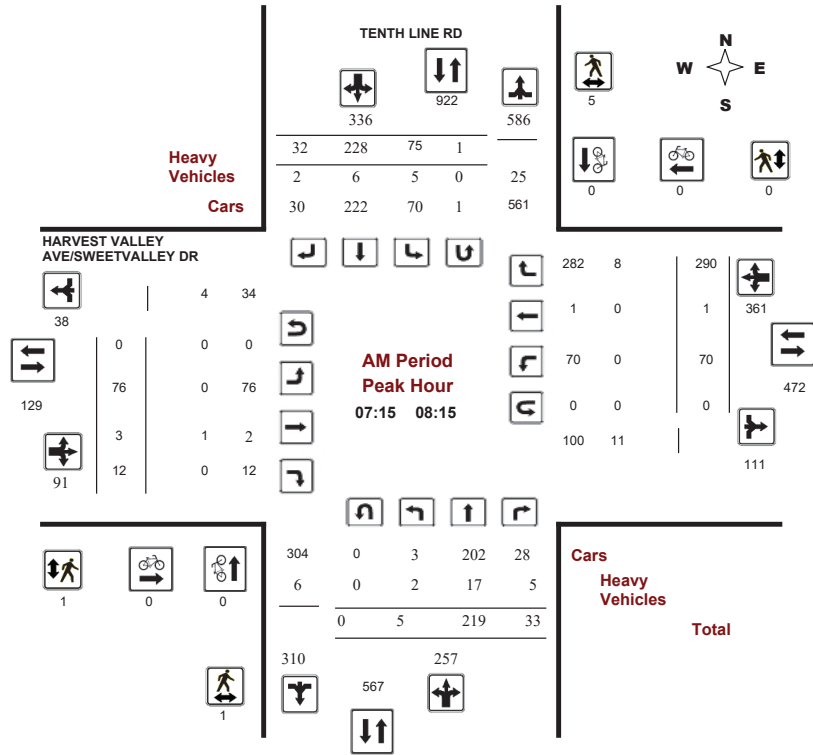 TENTH LINE RD
N
W E
S
922
336
586
5
32 228 75 1
Heavy
Vehicles
2 6 5 0 25
Cars
30 222 70 1 561
0 0 0
HARVEST VALLEY
AVE/SWEETVALLEY DR
4 34
38
282 8 290
361
0 0 0
1 0 1
AM Period
Peak Hour
07:15 08:15
76 0 76
129
70 0 70
472
0 0 0
3 1 2
100 11
111
12 0 12
91
304 0 3 202 28 Cars
6 0 2 17 5 Heavy
Vehicles
1 0 0
0 5 219 33
Total
310 257
567
1